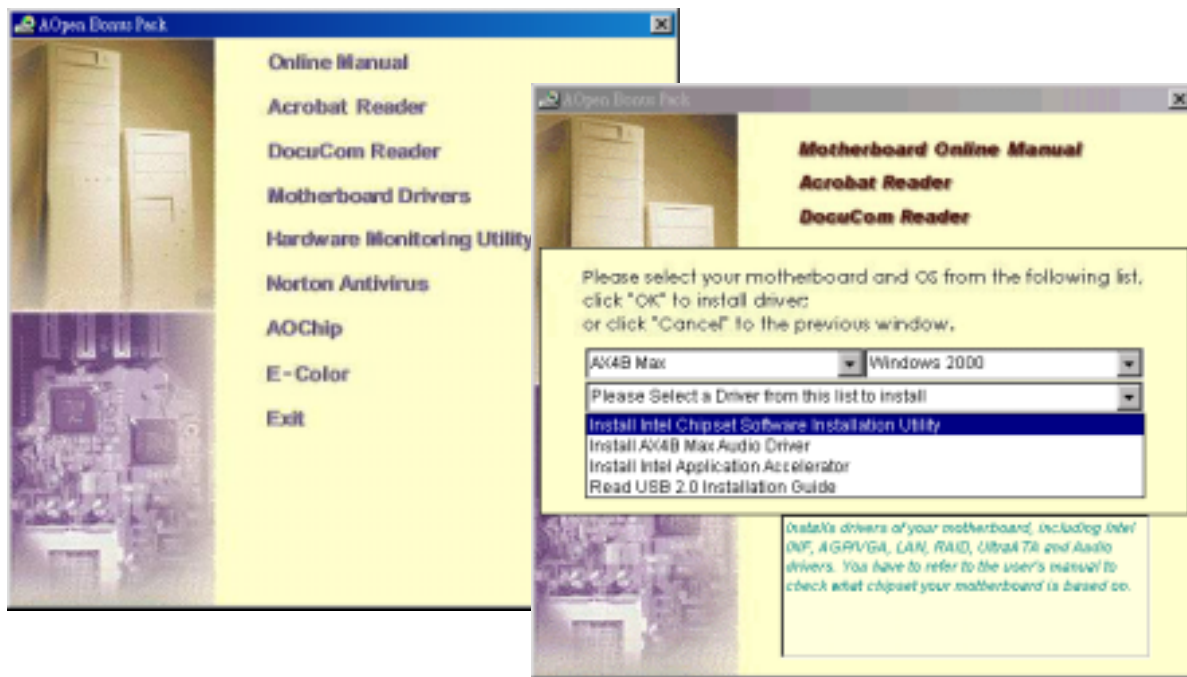 AOpen Bonus Pack
Online Manual
Acrobat Reader
DocuCom Reader
Motherboard Drivers
Hardware Monitoring Utility
Norton Antivirus
AOChip
E-Color
Exit
AOpen Bonus Pack
Motherboard Online Manual
Acrobat Reader
DocuCom Reader
Please select your motherboard and OS from the following list,
click "OK" to install driver;
or click "Cancel" to the previous window.
AX4B Max Windows 2000
Please Select a Driver from this list to install
Install Intel Chipset Software Installation Utility
Install AX4B Max Audio Driver
Install Intel Application Accelerator
Read USB 2.0 Installation Guide
Installs drivers of your motherboard, including Intel
INF, AGP/VGA, LAN, RAID, UltraATA and Audio
drivers. You have to refer to the user's manual to
check what chipset your motherboard is based on.